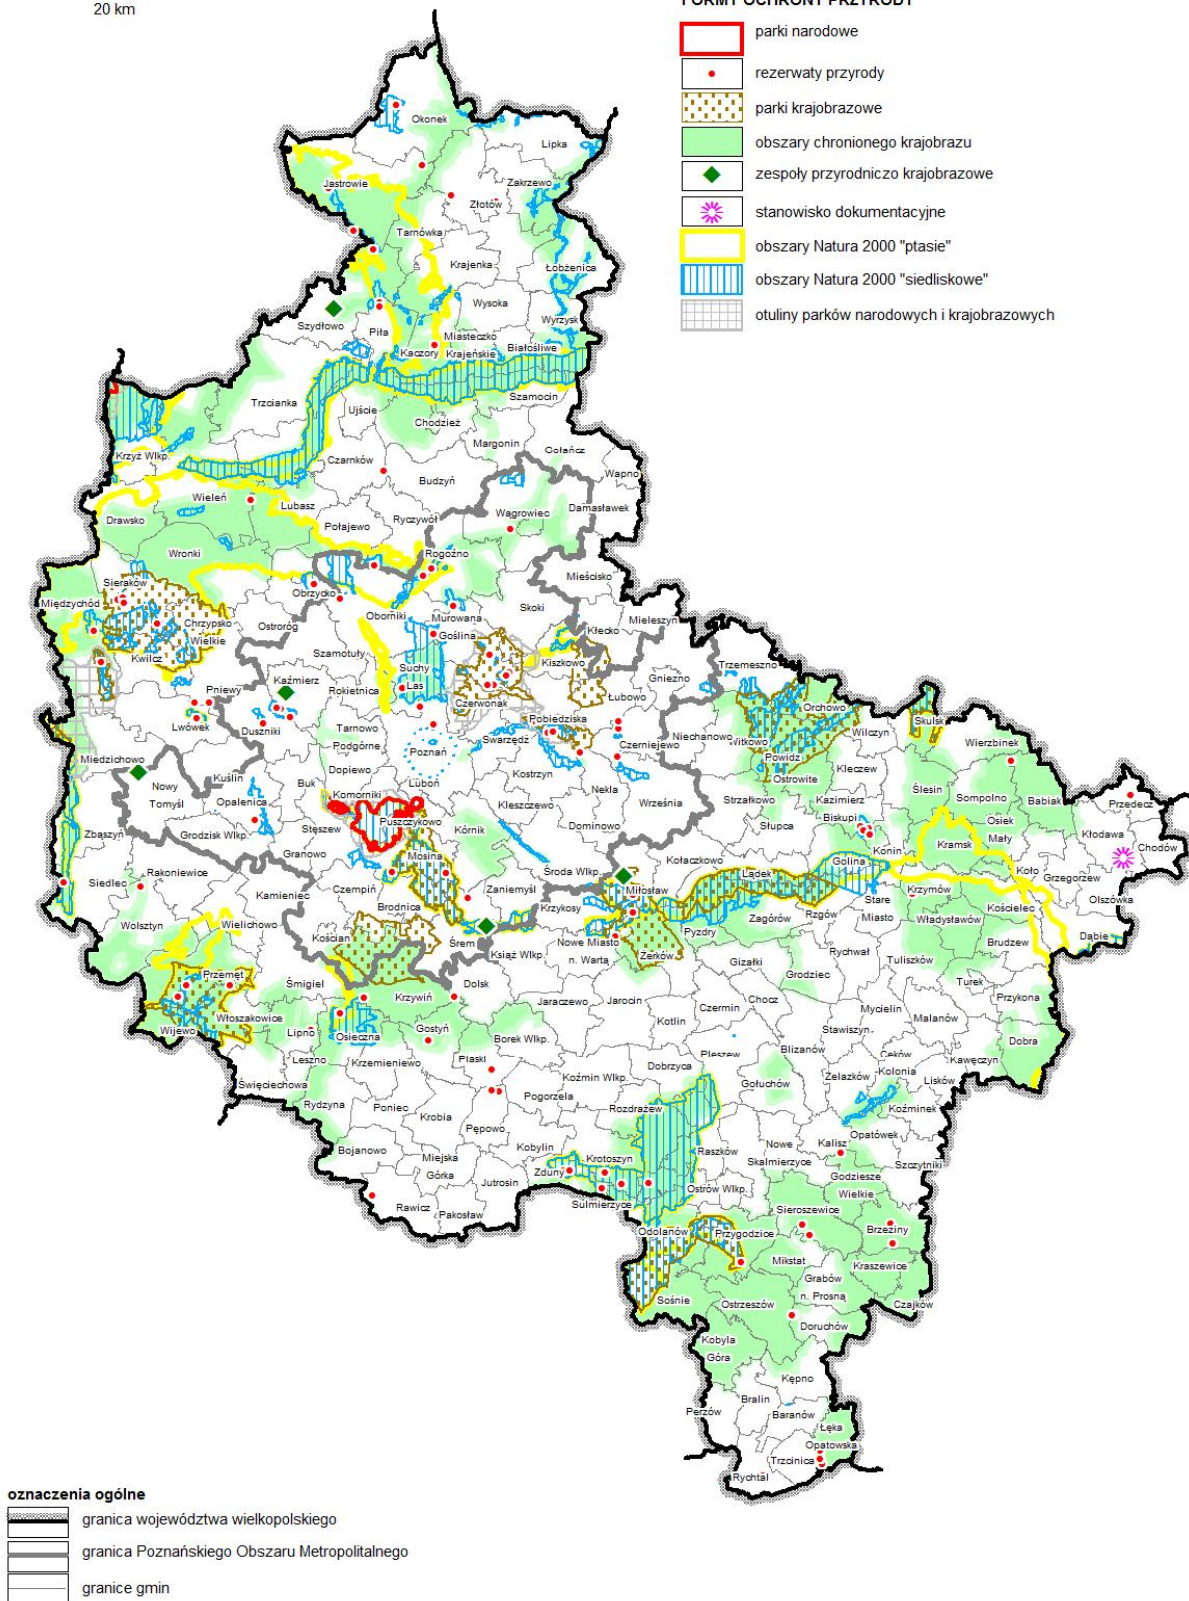 20 km
FORMY OCHRONY PRZYRODY
parki narodowe
rezerwaty przyrody
parki krajobrazowe
obszary chronionego krajobrazu
zespoły przyrodniczo krajobrazowe
stanowisko dokumentacyjne
obszary Natura 2000 "ptasie"
obszary Natura 2000 "siedliskowe"
otuliny parków narodowych i krajobrazowych
Okonek
Lipka
Jastrowie
Zakrzewo
Złotów
Tarnówka
Krajenka
Łobżenica
Wysoka
Szydłowo
Piła
Wyrzysk
Miasteczko
Krajeńskie
Białośliwe
Kaczory
Szamocin
Trzcianka
Ujście
Chodzież
Margonin
Gołańcz
Krzyż Wlkp.
Czarnków
Budzyń
Wapno
Wieleń
Lubasz
Drawsko
Połajewo
Ryczywół
Wągrowiec
Damasławek
Wronki
Rogoźno
Mieścisko
Sieraków
Międzychód
Obrzycko
Chrzypsko
Wielkie
Ostroróg
Oborniki
Murowana
Goślina
Skoki
Kłecko
Mieleszyn
Kwilcz
Szamotuły
Kiszkowo
Suchy
Las
Trzemeszno
Gniezno
Kaźmierz
Rokietnica
Łubowo
Pniewy
Czerwonak
Orchowo
Lwówek
Duszniki
Tarnowo
Podgórne
Pobiedziska
Skulsk
Swarzędz
Poznań
Czerniejewo
Niechanowo
Witkowo
Wilczyn
Wierzbinek
Miedzichowo
Dopiewo
Kostrzyn
Powidz
Ostrowite
Kleczew
Nowy
Tomyśl
Kuślin
Buk
Luboń
Komorniki
Nekla
Ślesin
Sompolno
Babiak
Przedecz
Opalenica
Kleszczewo
Września
Strzałkowo
Kazimierz
Biskupi
Osiek
Mały
Zbąszyń
Grodzisk Wlkp.
Stęszew
Puszczykowo
Kórnik
Dominowo
Słupca
Kłodawa
Chodów
Granowo
Mosina
Konin
Kramsk
Siedlec
Rakoniewice
Kamieniec
Czempiń
Środa Wlkp.
Kołaczkowo
Golina
Lądek
Koło
Grzegorzew
Zaniemyśl
Miłosław
Krzymów
Olszówka
Brodnica
Krzykosy
Stare
Miasto
Kościelec
Wolsztyn
Wielichowo
Zagórów
Rzgów
Władysławów
Kościan
Śrem
Pyzdry
Dąbie
Nowe Miasto
n. Wartą
Brudzew
Książ Wlkp.
Żerków
Rychwał
Tuliszków
Gizałki
Grodziec
Przemęt
Śmigiel
Dolsk
Turek
Krzywiń
Jaraczewo
Jarocin
Czermin
Chocz
Przykona
Włoszakowice
Kotlin
Mycielin
Malanów
Wijewo
Lipno
Osieczna
Gostyń
Borek Wlkp.
Stawiszyn
Dobra
Leszno
Krzemieniewo
Piaski
Pleszew
Blizanów
Ceków
Kolonia
Kawęczyn
Dobrzyca
Święciechowa
Koźmin Wlkp.
Gołuchów
Żelazków
Lisków
Rydzyna
Poniec
Pogorzela
Rozdrażew
Koźminek
Krobia
Pępowo
Nowe
Skalmierzyce
Kalisz
Opatówek
Bojanowo
Kobylin
Raszków
Miejska
Górka
Krotoszyn
Szczytniki
Zduny
Godziesze
Wielkie
Jutrosin
Ostrów Wlkp.
Rawicz
Pakosław
Sulmierzyce
Sieroszewice
Brzeziny
Odolanów
Przygodzice
Mikstat
Kraszewice
Grabów
n. Prosną
Sośnie
Ostrzeszów
Czajków
Doruchów
Kobyla
Góra
Kępno
Bralin
Perzów
Baranów
Łęka
Opatowska
Trzcinica
Rychtal
oznaczenia ogólne
granica województwa wielkopolskiego
granica Poznańskiego Obszaru Metropolitalnego
granice gmin